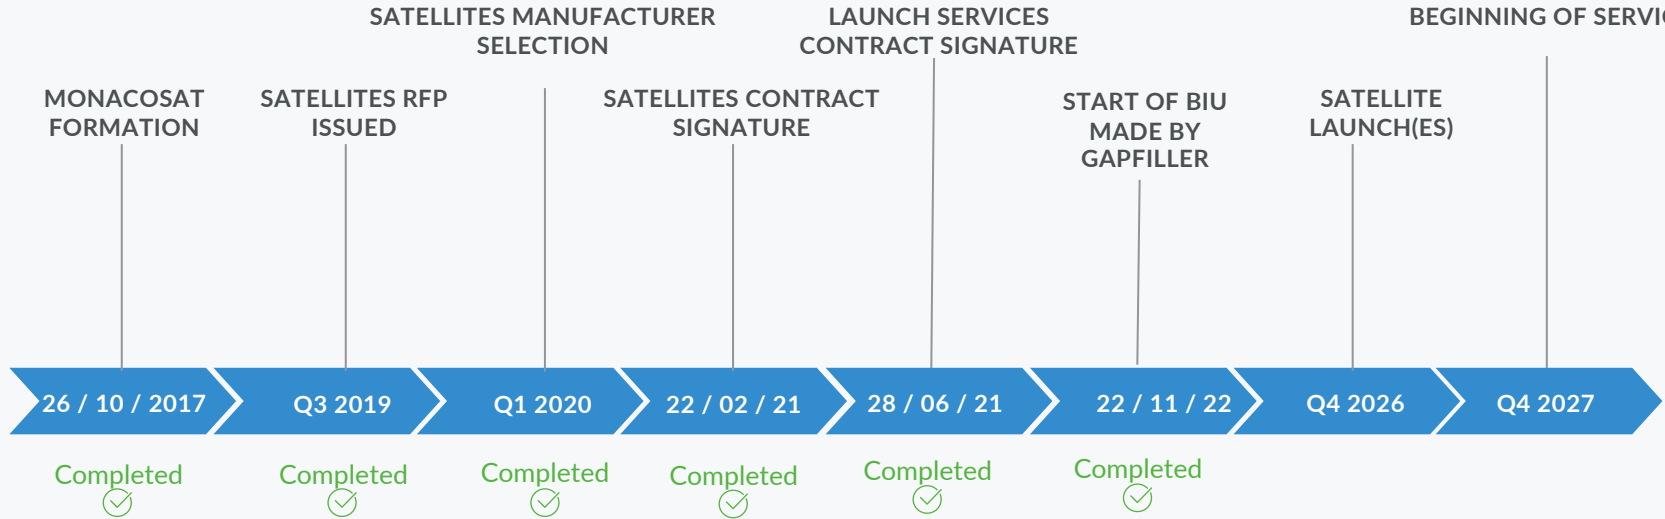 SATELLITES MANUFACTURER
SELECTION
LAUNCH SERVICES
CONTRACT SIGNATURE
BEGINNING OF
MONACOSAT
FORMATION
SATELLITES RFP
ISSUED
SATELLITES CONTRACT
SIGNATURE
START OF BIU
MADE BY
GAPFILLER
SATELLITE
LAUNCH(ES)
26 / 10 / 2017
Q3 2019
Q1 2020
22 / 02 / 21
28 / 06 / 21
22 / 11 / 22
Q4 2026
Q4 2027
Completed
Completed
Completed
Completed
Completed
Completed